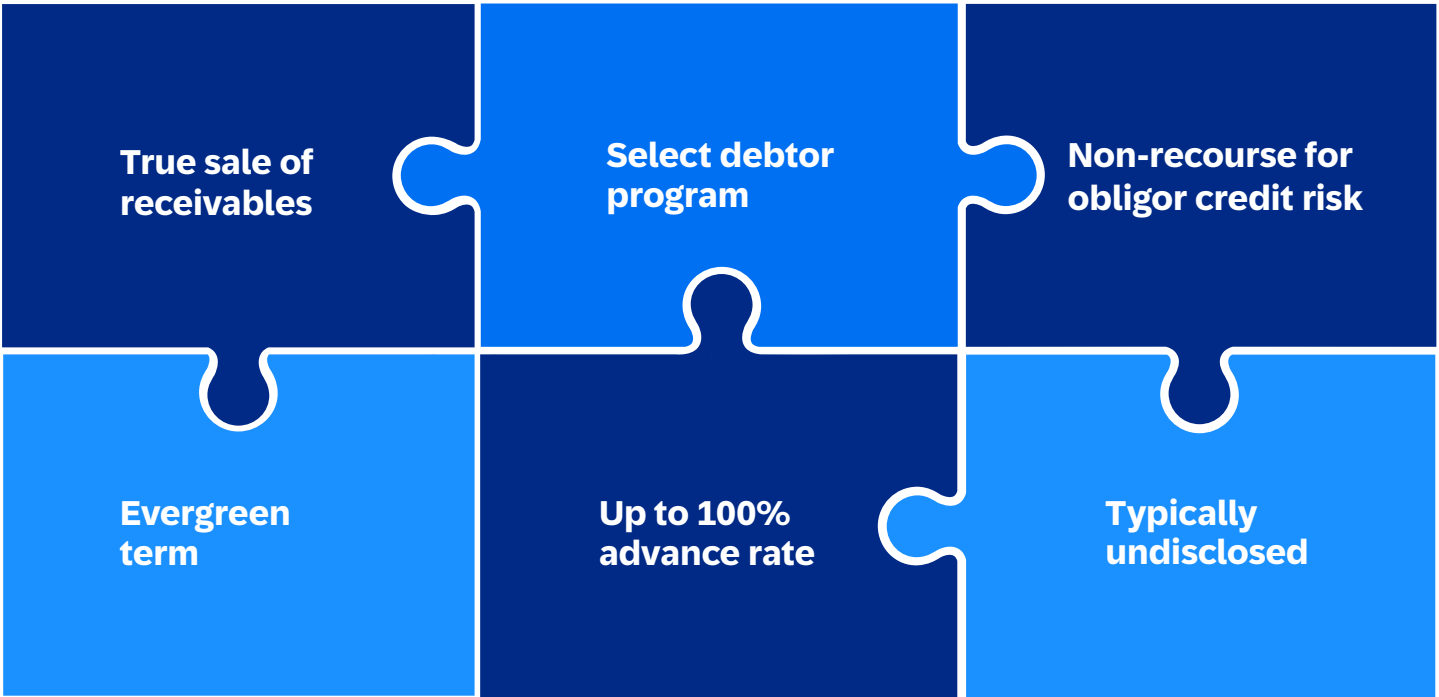 True sale of
receivables
Select debtor
program
Non-recourse for
obligor credit risk
Evergreen
term
Up to 100%
advance rate
Typically
undisclosed